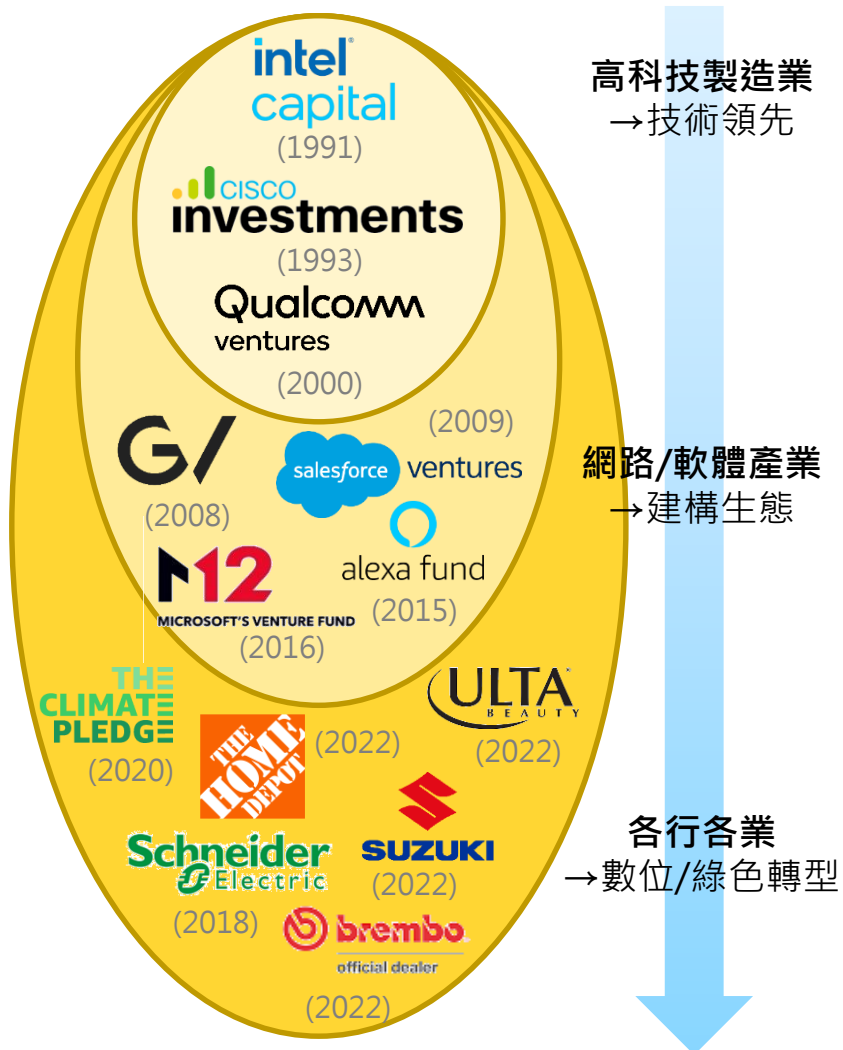 intel
capital
(1991)
CISCO
investments
(1993)
Qualcomm
ventures
(2000)
高科技製造業
→技術領先
G/
(2008)
(2009)
salesforce ventures
alexa fund
(2015)
M12
MICROSOFT'S VENTURE FUND
(2016)
網路/軟體產業
→建構生態
THE
CLIMATE
PLEDGE
(2020)
THE
HOME
DEPOT
(2022)
ULTA
BEAUTY
(2022)
Schneider
Electric
(2018)
SUZUKI
(2022)
brembo
official dealer
(2022)
各行各業
→數位/綠色轉型